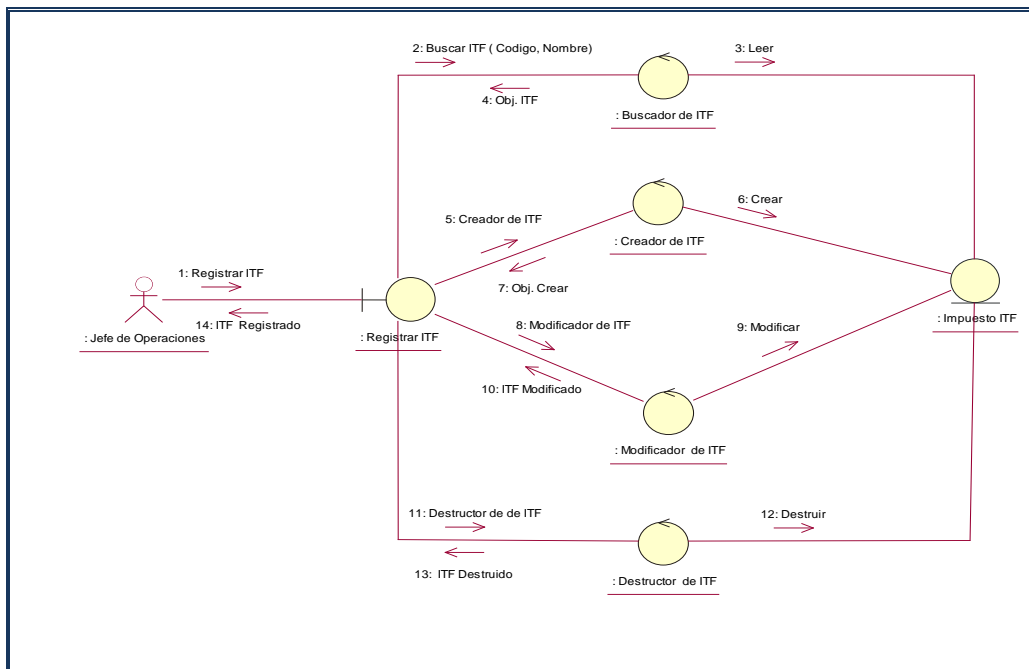 2: Buscar ITF ( Codigo, Nombre)
3: Leer
4: Obj. ITF
: Buscador de ITF
5: Creador de ITF
6: Crear
: Creador de ITF
7: Obj. Crear
1: Registrar ITF
14: ITF Registrado
: Jefe de Operaciones
: Registrar ITF
: Impuesto ITF
8: Modificador de ITF
9: Modificar
10: ITF Modificado
: Modificador de ITF
11: Destructor de de ITF
12: Destruir
13: ITF Destruido
: Destructor de ITF